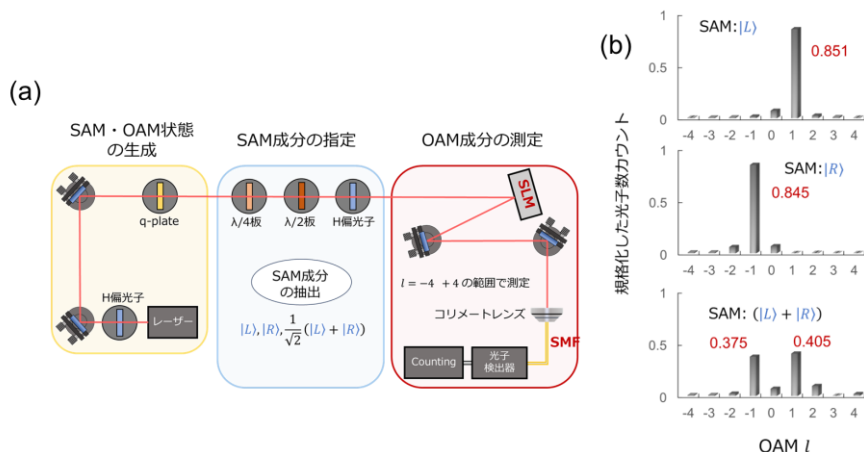 (a)
SAM・OAM状態
の生成
q-plate
H偏光子
レーザー
SAM成分の指定
λ/4板
λ/2板
H偏光子
SAM成分
の抽出
|L⟩, |R⟩, 1/√2 (|L⟩ + |R⟩)
OAM成分の測定
SLM
l = −4 +4 の範囲で測定
コリメートレンズ
SMF
Counting
光子
検出器
(b)
規格化した光子数カウント
SAM:|L⟩
0.851
1
0.5
0
-4 -3 -2 -1 0 1 2 3 4
SAM:|R⟩
0.845
1
0.5
0
-4 -3 -2 -1 0 1 2 3 4
SAM: (|L⟩ + |R⟩)
0.375
0.405
1
0.5
0
-4 -3 -2 -1 0 1 2 3 4
OAM l